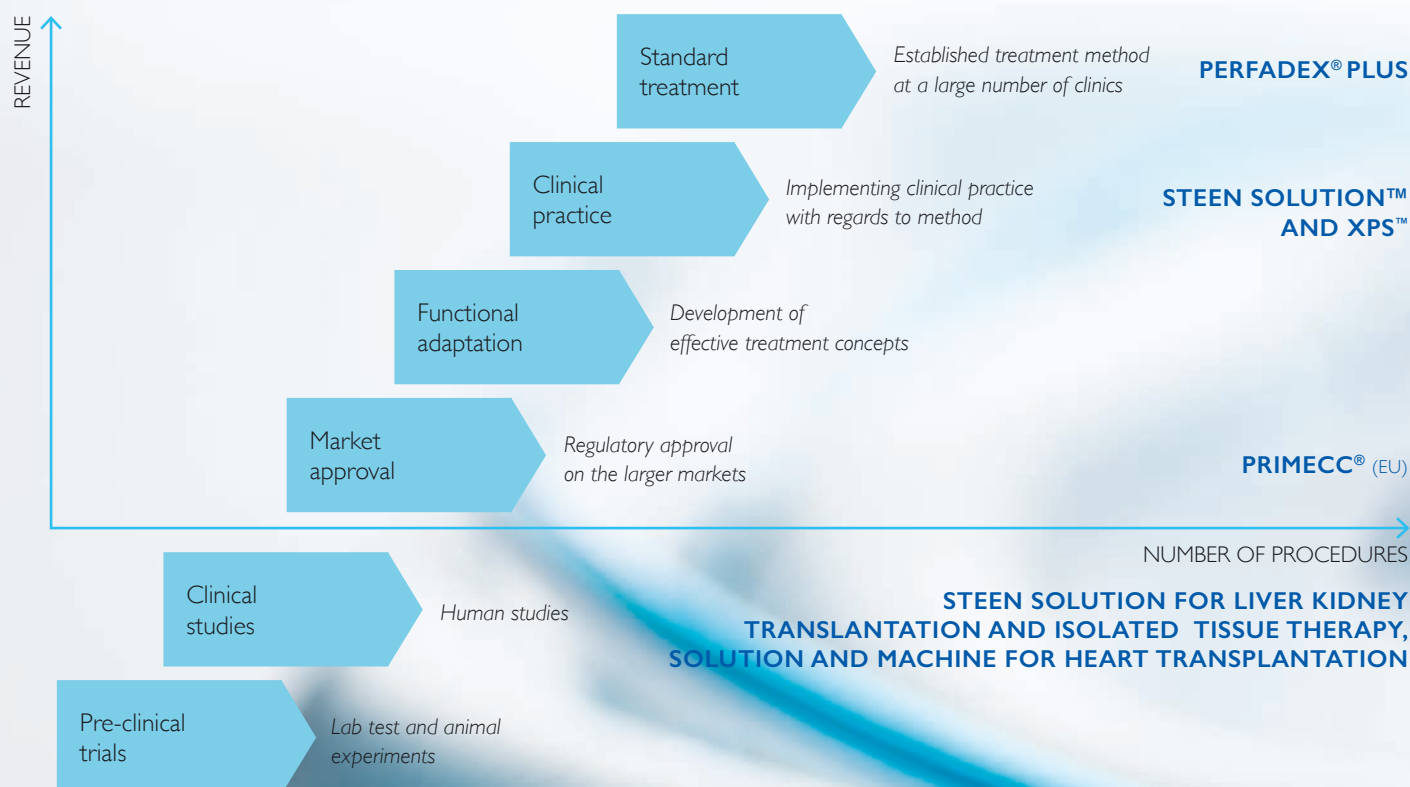 REVENUE
Standard
treatment
Established treatment method
at a large number of clinics
PERFADEX® PLUS
Clinical
practice
Implementing clinical practice
with regards to method
STEEN SOLUTION™
AND XPS™
Functional
adaptation
Development of
effective treatment concepts
Market
approval
Regulatory approval
on the larger markets
PRIMECC® (EU)
NUMBER OF PROCEDURES
Clinical
studies
Human studies
STEEN SOLUTION FOR LIVER KIDNEY
TRANSLANTATION AND ISOLATED TISSUE THERAPY,
SOLUTION AND MACHINE FOR HEART TRANSPLANTATION
Pre-clinical
trials
Lab test and animal
experiments